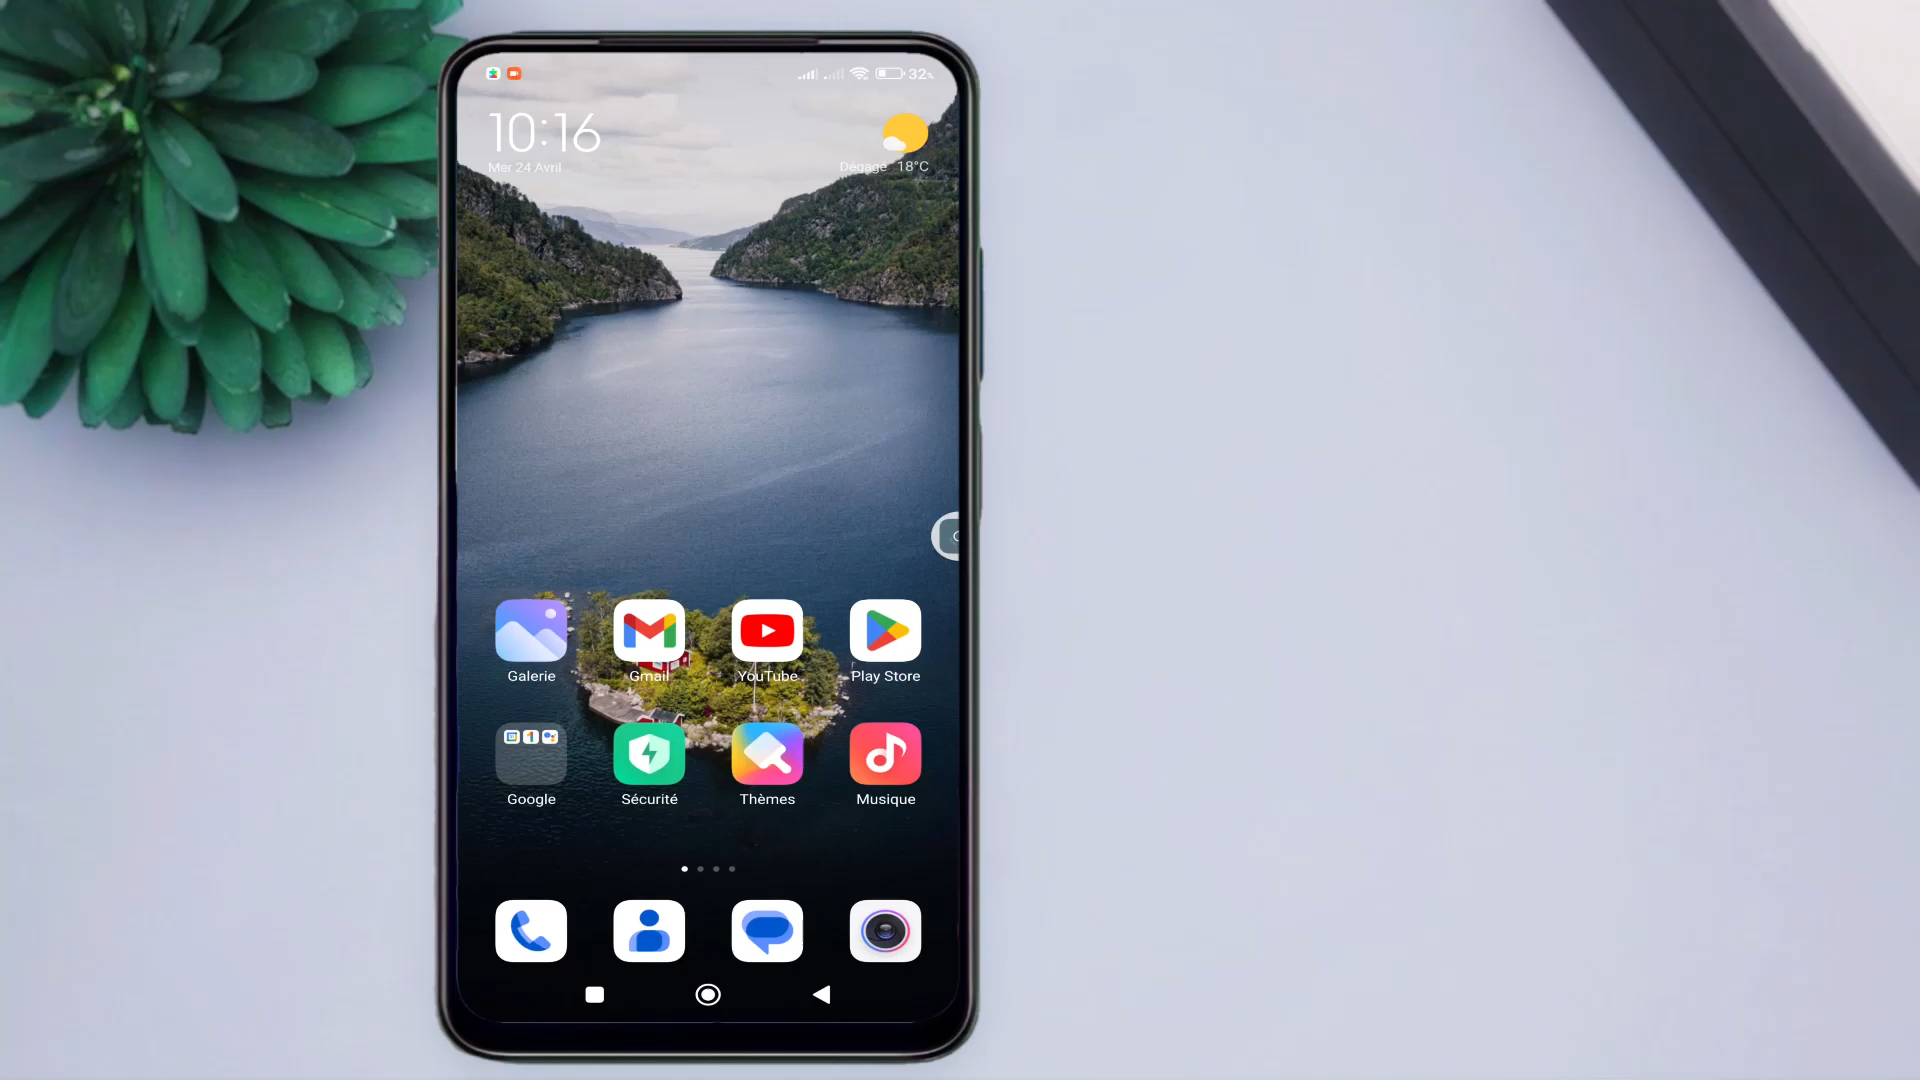 32%
10:16
Mer 24 Avril
Dégagé 18°C
Galerie
Gmail
YouTube
Play Store
Google
Sécurité
Thèmes
Musique